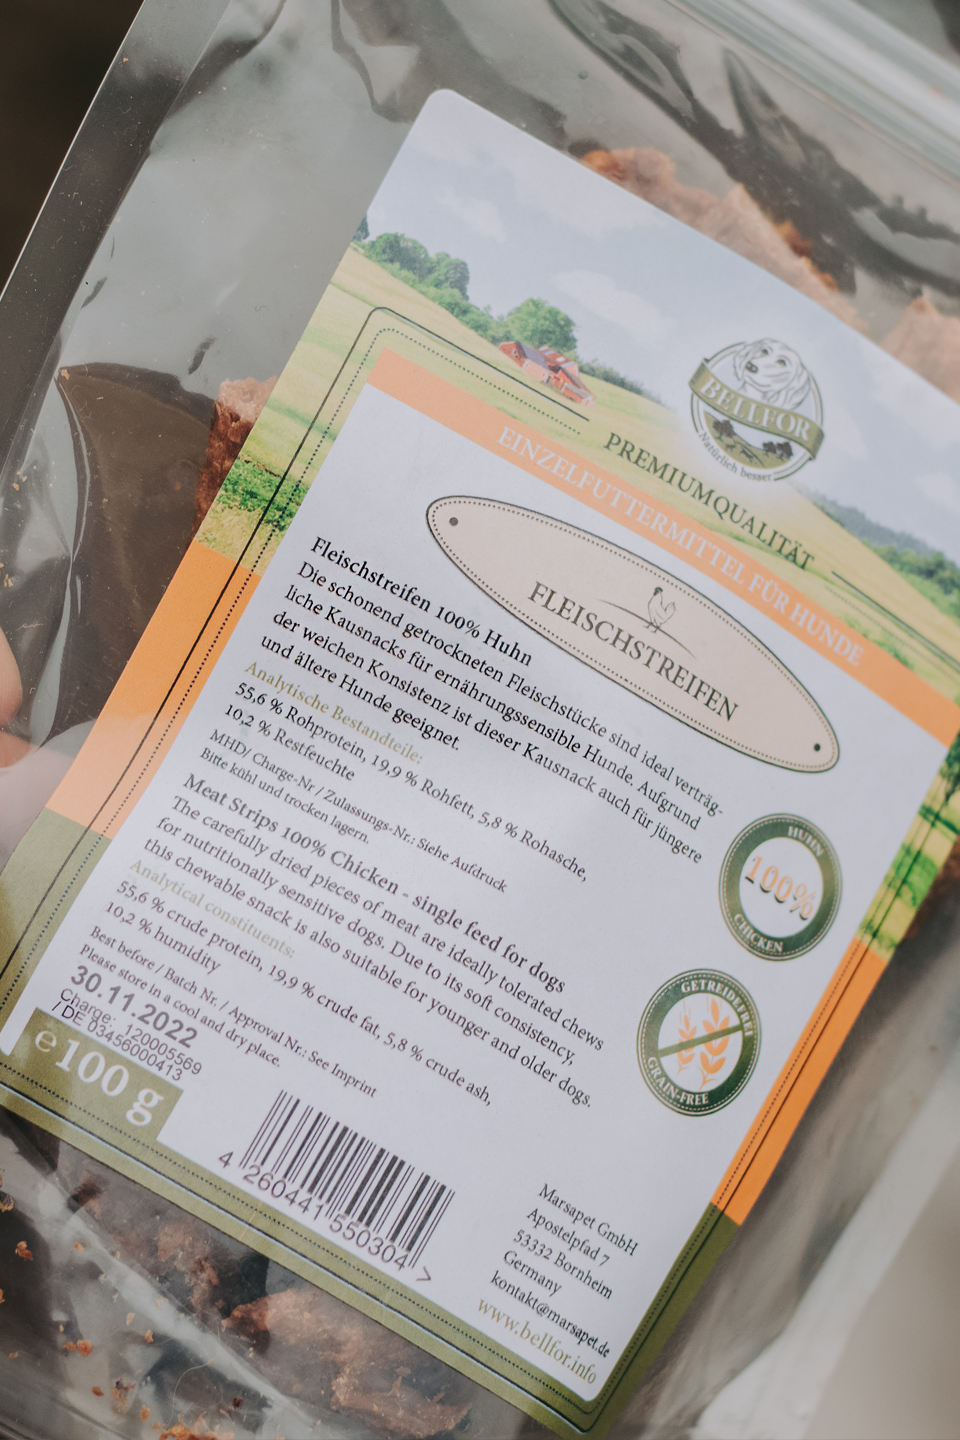 BELLFOR
Natürlich besser
PREMIUMQUALITÄT
EINZELFUTTERMITTEL FÜR HUNDE
FLEISCHSTREIFEN
Fleischstreifen 100% Huhn
Die schonend getrockneten Fleischstücke sind ideal verträg-
liche Kausnacks für ernährungssensible Hunde. Aufgrund
der weichen Konsistenz ist dieser Kausnack auch für jüngere
und ältere Hunde geeignet.
Analytische Bestandteile:
55,6 % Rohprotein, 19,9 % Rohfett, 5,8 % Rohasche,
10,2 % Restfeuchte
MHD/ Charge-Nr / Zulassungs-Nr.: Siehe Aufdruck
Bitte kühl und trocken lagern.
Meat Strips 100% Chicken - single feed for dogs
The carefully dried pieces of meat are ideally tolerated chews
for nutritionally sensitive dogs. Due to its soft consistency,
this chewable snack is also suitable for younger and older dogs.
Analytical constituents:
55,6 % crude protein, 19,9 % crude fat, 5,8 % crude ash,
10,2 % humidity
Best before / Batch Nr. / Approval Nr.: See Imprint
Please store in a cool and dry place.
30.11.2022
Charge: 120005569
/ DE 03456000413
e 100 g
HUHN
100%
CHICKEN
GETREIDEFREI
GRAIN-FREE
4 260441 550304 >
Marsapet GmbH
Apostelpfad 7
53332 Bornheim
Germany
kontakt@marsapet.de
www.bellfor.info